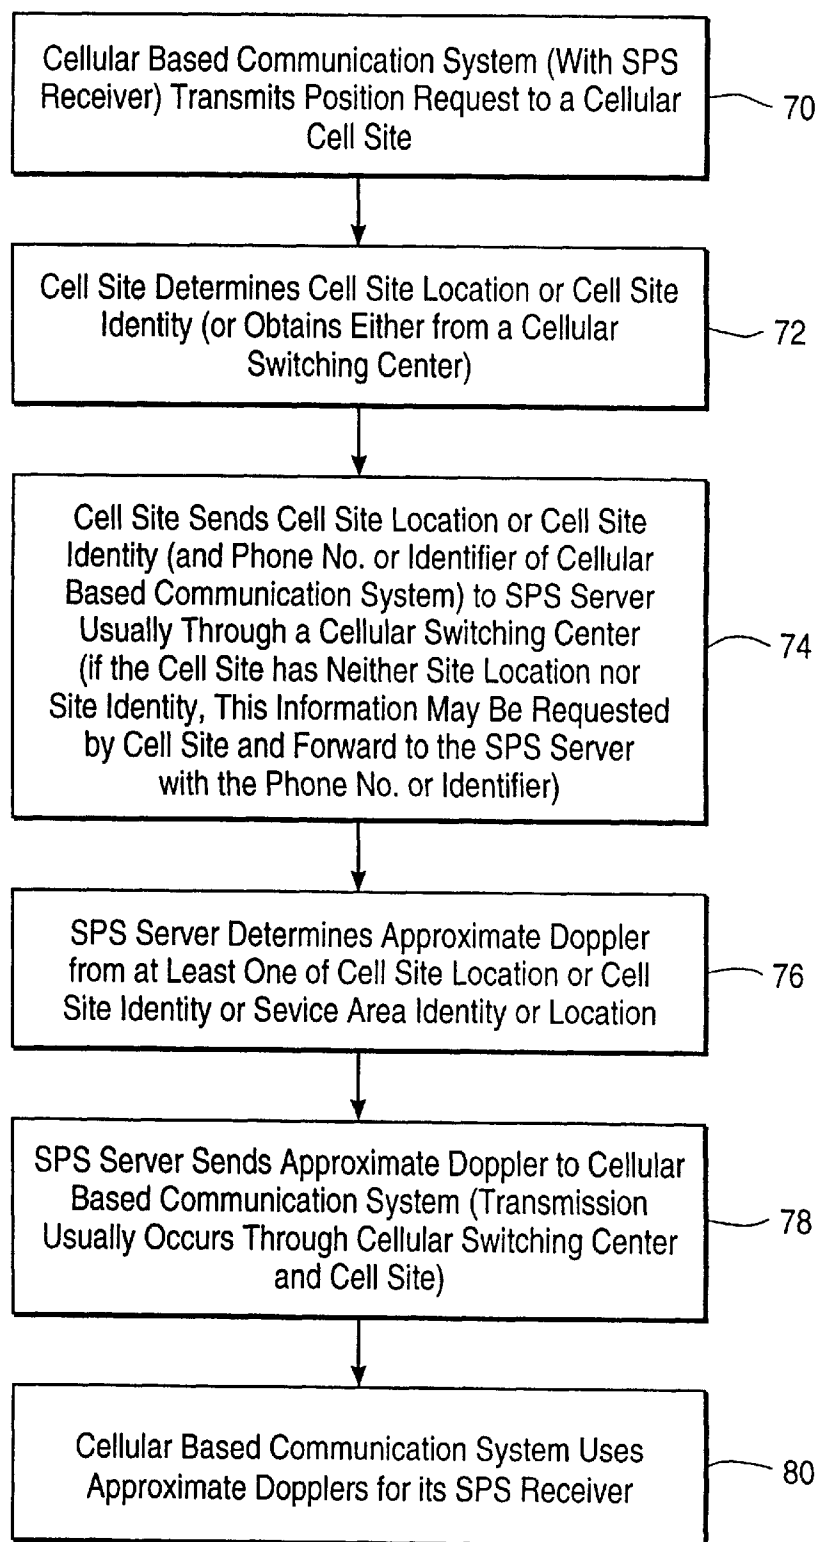 Cellular Based Communication System (With SPS
Receiver) Transmits Position Request to a Cellular
Cell Site
70
Cell Site Determines Cell Site Location or Cell Site
Identity (or Obtains Either from a Cellular
Switching Center)
72
Cell Site Sends Cell Site Location or Cell Site
Identity (and Phone No. or Identifier of Cellular
Based Communication System) to SPS Server
Usually Through a Cellular Switching Center
(if the Cell Site has Neither Site Location nor
Site Identity, This Information May Be Requested
by Cell Site and Forward to the SPS Server
with the Phone No. or Identifier)
74
SPS Server Determines Approximate Doppler
from at Least One of Cell Site Location or Cell
Site Identity or Sevice Area Identity or Location
76
SPS Server Sends Approximate Doppler to Cellular
Based Communication System (Transmission
Usually Occurs Through Cellular Switching Center
and Cell Site)
78
Cellular Based Communication System Uses
Approximate Dopplers for its SPS Receiver
80